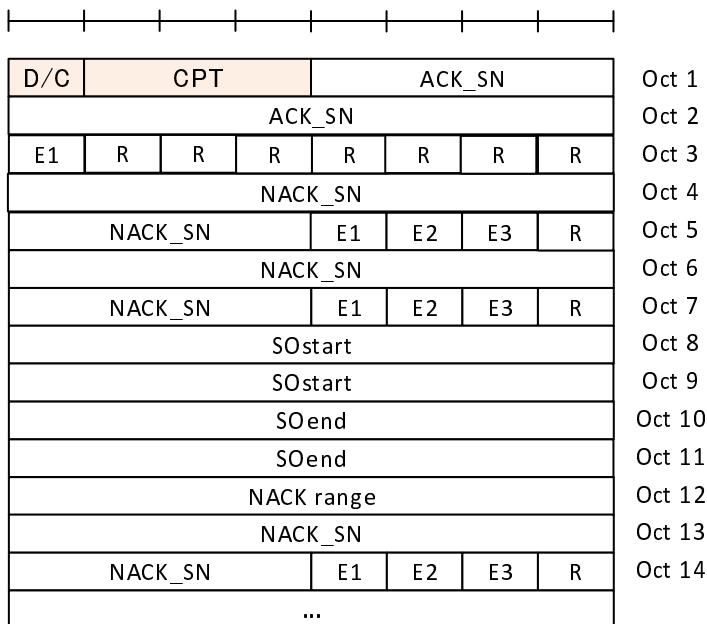 D/C CPT ACK_SN Oct 1
ACK_SN Oct 2
E1 R R R R R R R Oct 3
NACK_SN Oct 4
NACK_SN E1 E2 E3 R Oct 5
NACK_SN Oct 6
NACK_SN E1 E2 E3 R Oct 7
SOstart Oct 8
SOstart Oct 9
SOend Oct 10
SOend Oct 11
NACK range Oct 12
NACK_SN Oct 13
NACK_SN E1 E2 E3 R Oct 14
...